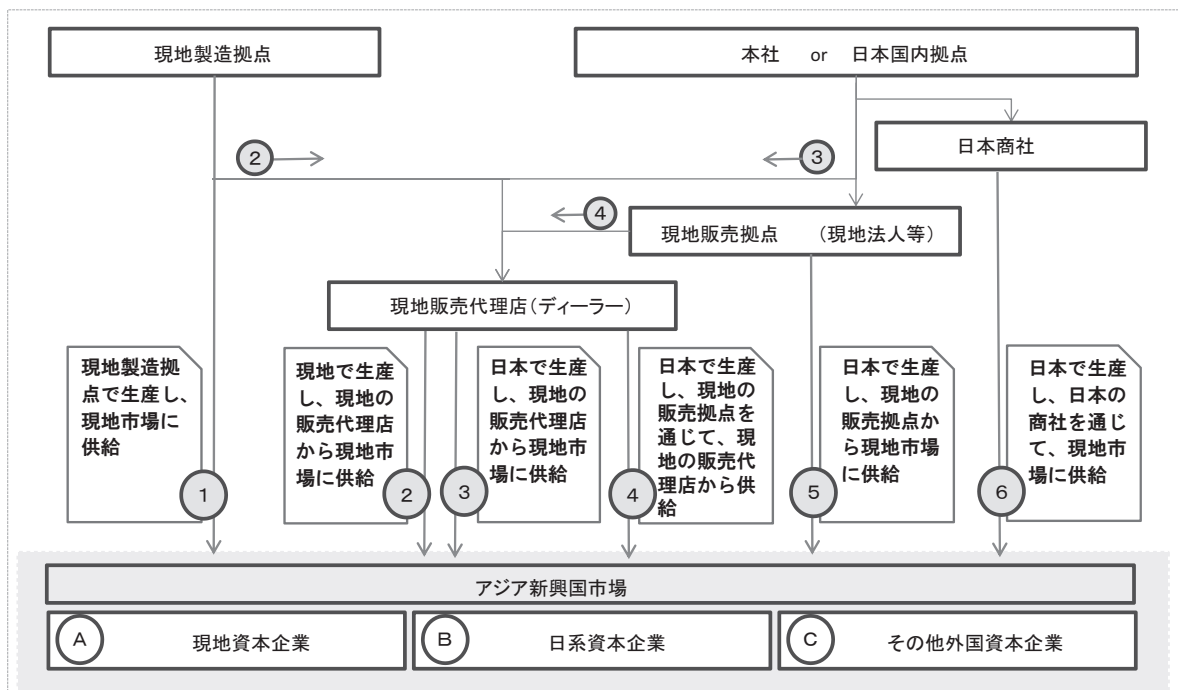 現地製造拠点
本社 or 日本国内拠点
日本商社
2
3
4
現地販売拠点 (現地法人等)
現地販売代理店(ディーラー)
現地製造拠
点で生産し、
現地市場に
供給
1
現地で生産
し、現地の
販売代理店
から現地市
場に供給
2
日本で生産
し、現地の
販売代理店
から現地市
場に供給
3
日本で生産
し、現地の
販売拠点を
通じて、現
地の販売代
理店から供
給
4
日本で生産
し、現地の
販売拠点か
ら現地市場
に供給
5
日本で生産
し、日本の
商社を通じ
て、現地市
場に供給
6
アジア新興国市場
A 現地資本企業
B 日系資本企業
C その他外国資本企業